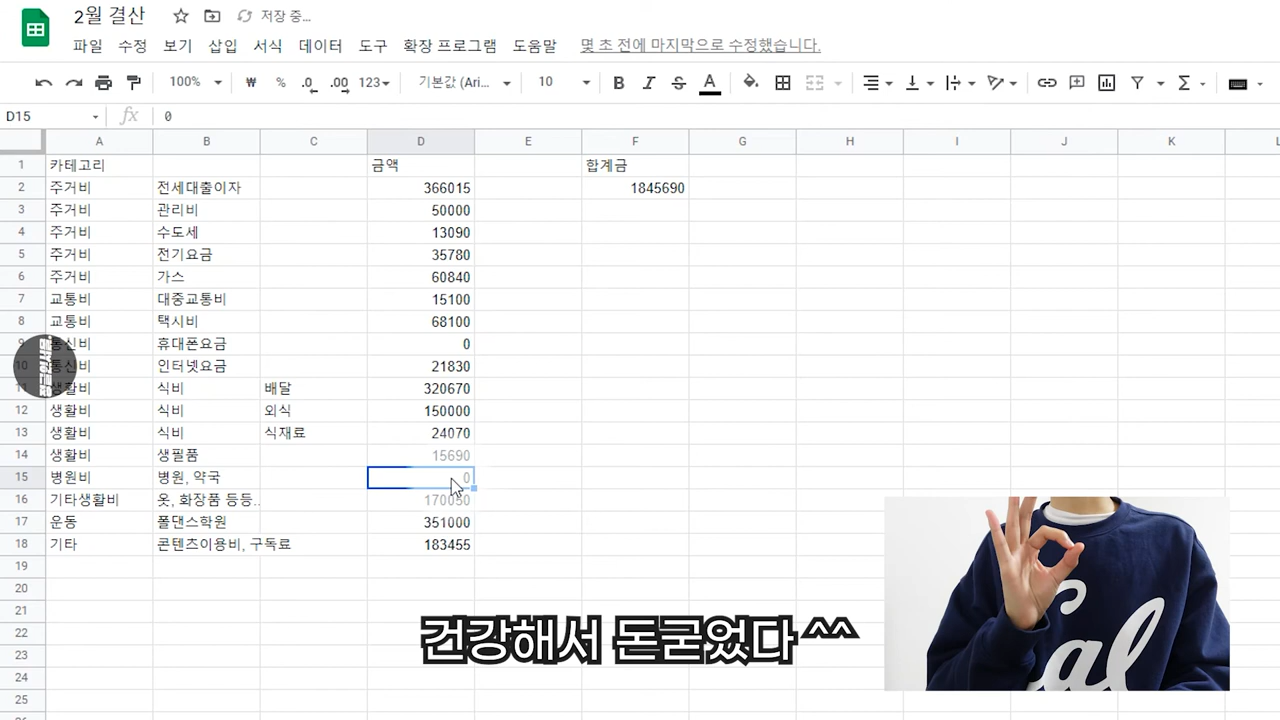 2월 결산
저장 중...
파일 수정 보기 삽입 서식 데이터 도구 확장 프로그램 도움말 몇 초 전에 마지막으로 수정했습니다.
100% ₩ % .0 .00 123 기본값 (Ari... 10 B I S A
D15 fx 0
A B C D E F G H I J K L
1 카테고리 금액 합계금
2 주거비 전세대출이자 366015 1845690
3 주거비 관리비 50000
4 주거비 수도세 13090
5 주거비 전기요금 35780
6 주거비 가스 60840
7 교통비 대중교통비 15100
8 교통비 택시비 68100
9 통신비 휴대폰요금 0
10 통신비 인터넷요금 21830
11 생활비 식비 배달 320670
12 생활비 식비 외식 150000
13 생활비 식비 식재료 24070
14 생활비 생필품 15690
15 병원비 병원, 약국 0
16 기타생활비 옷, 화장품 등등.. 170050
17 운동 폴댄스학원 351000
18 기타 콘텐츠이용비, 구독료 183455
19
20
21
22
23
24
25
건강해서 돈굳었다 ^^
Cal